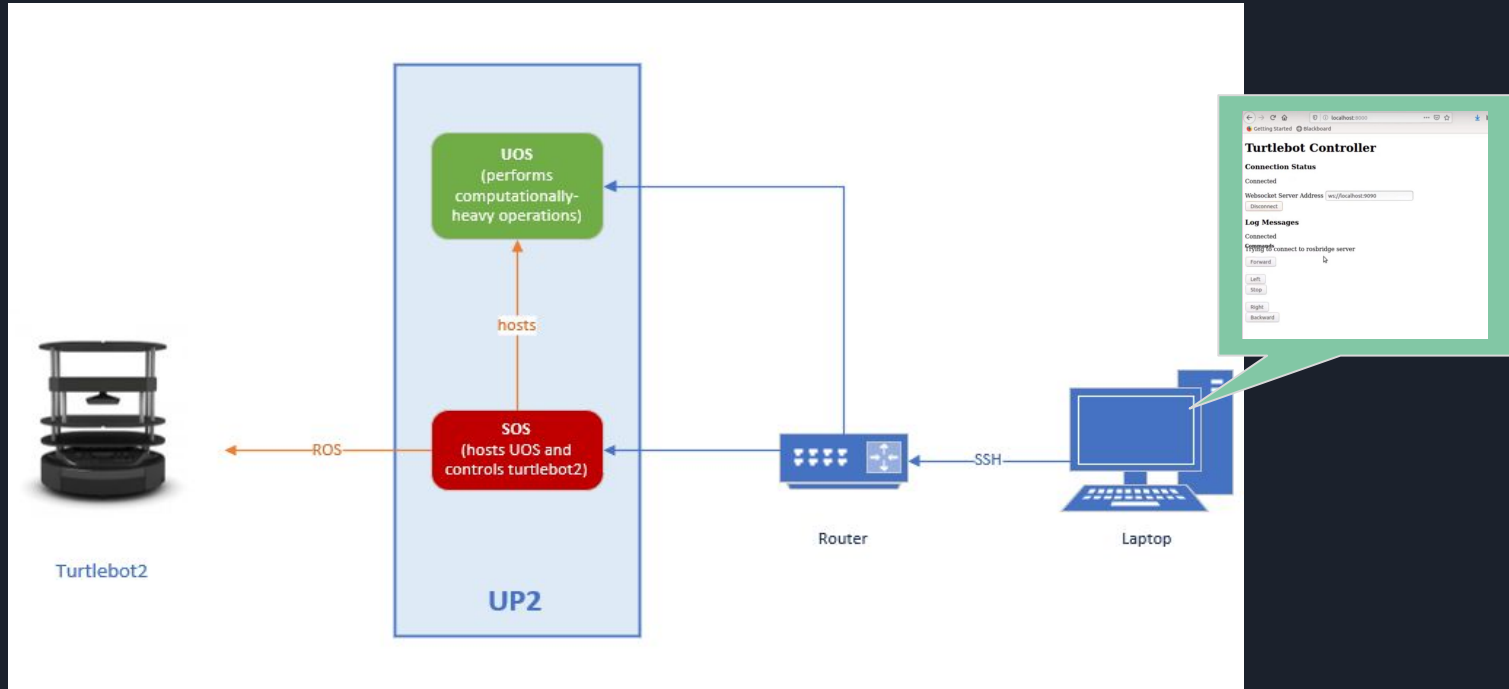 UOS
(performs
computationally-
heavy operations)
hosts
SOS
(hosts UOS and
controls turtlebot2)
ROS
UP2
Turtlebot2
SSH
Router
Laptop
localhost:
Getting Started Blackboard
Turtlebot Controller
Connection Status
Connected
Websocket Server Address ws://localhost:9090
Disconnect
Log Messages
Connected
Commands
Trying to connect to rosbridge server
Forward
Left
Stop
Right
Backward